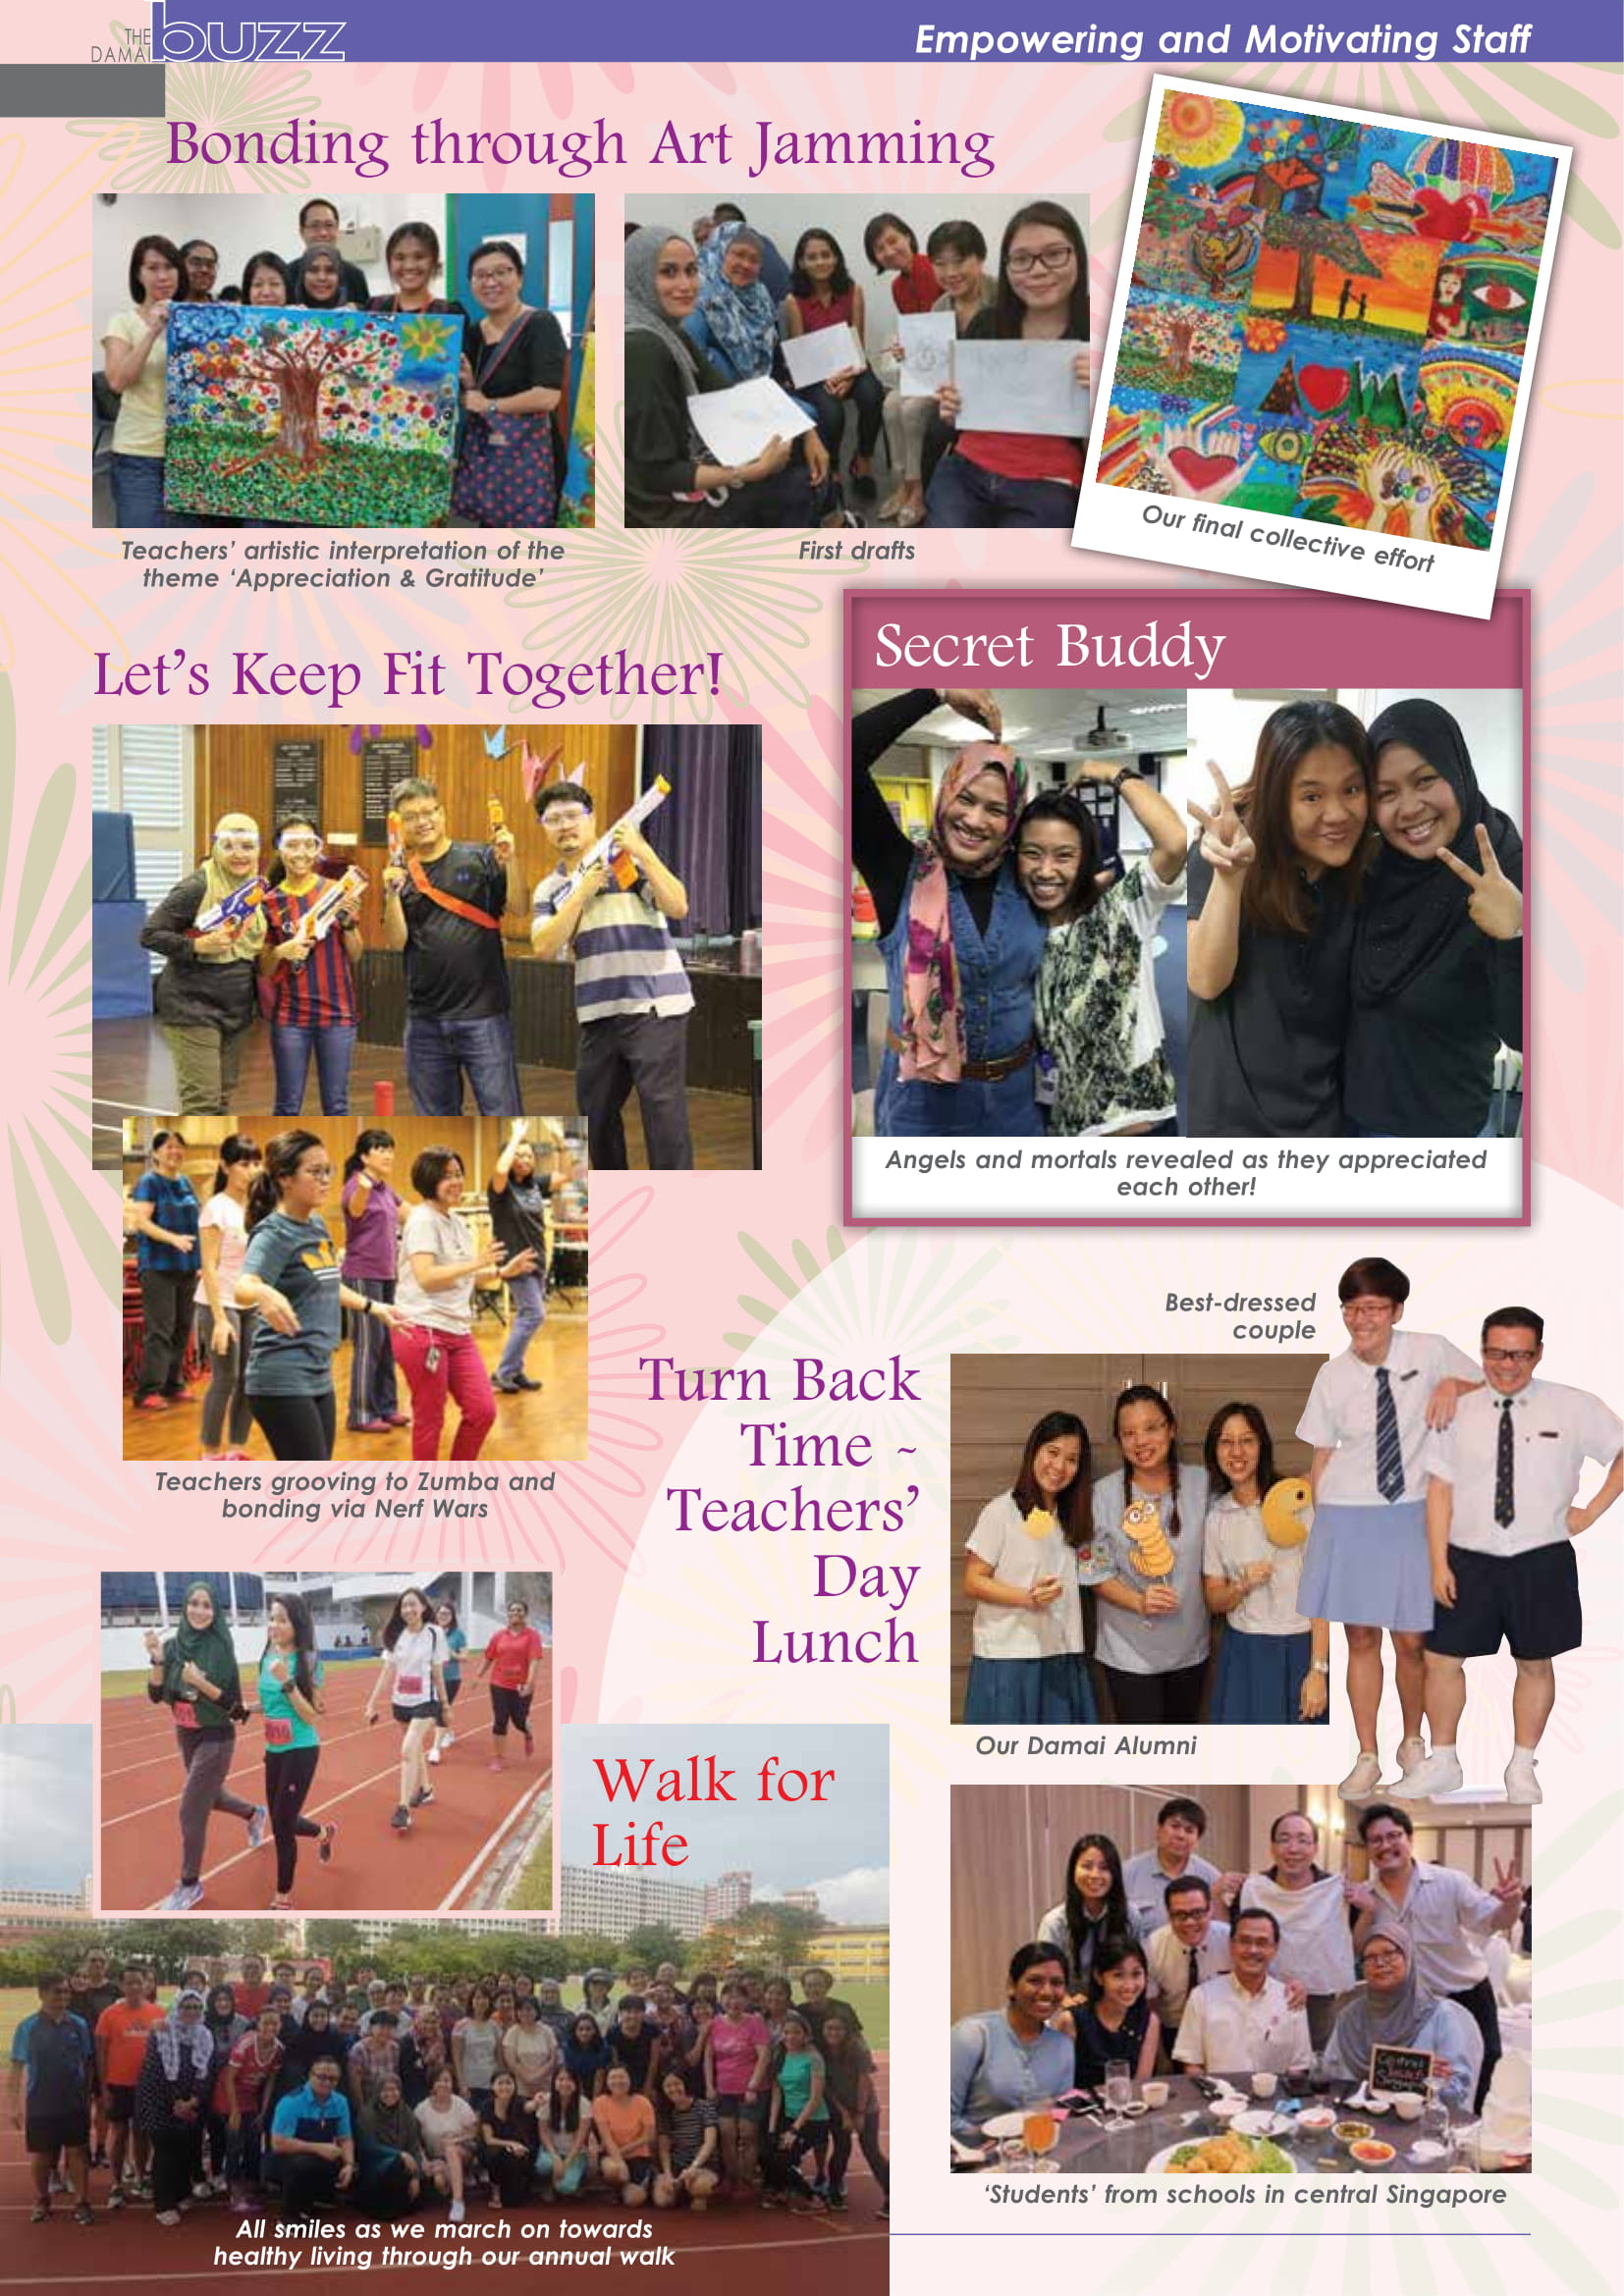 THE
DAMAI
buzz
Empowering and Motivating Staff
Bonding through Art Jamming
Teachers' artistic interpretation of the
theme 'Appreciation & Gratitude'
First drafts
Our final collective effort
Let's Keep Fit Together!
Teachers grooving to Zumba and
bonding via Nerf Wars
Secret Buddy
Angels and mortals revealed as they appreciated
each other!
Turn Back
Time ~
Teachers'
Day
Lunch
Best-dressed
couple
Our Damai Alumni
'Students' from schools in central Singapore
Walk for
Life
All smiles as we march on towards
healthy living through our annual walk